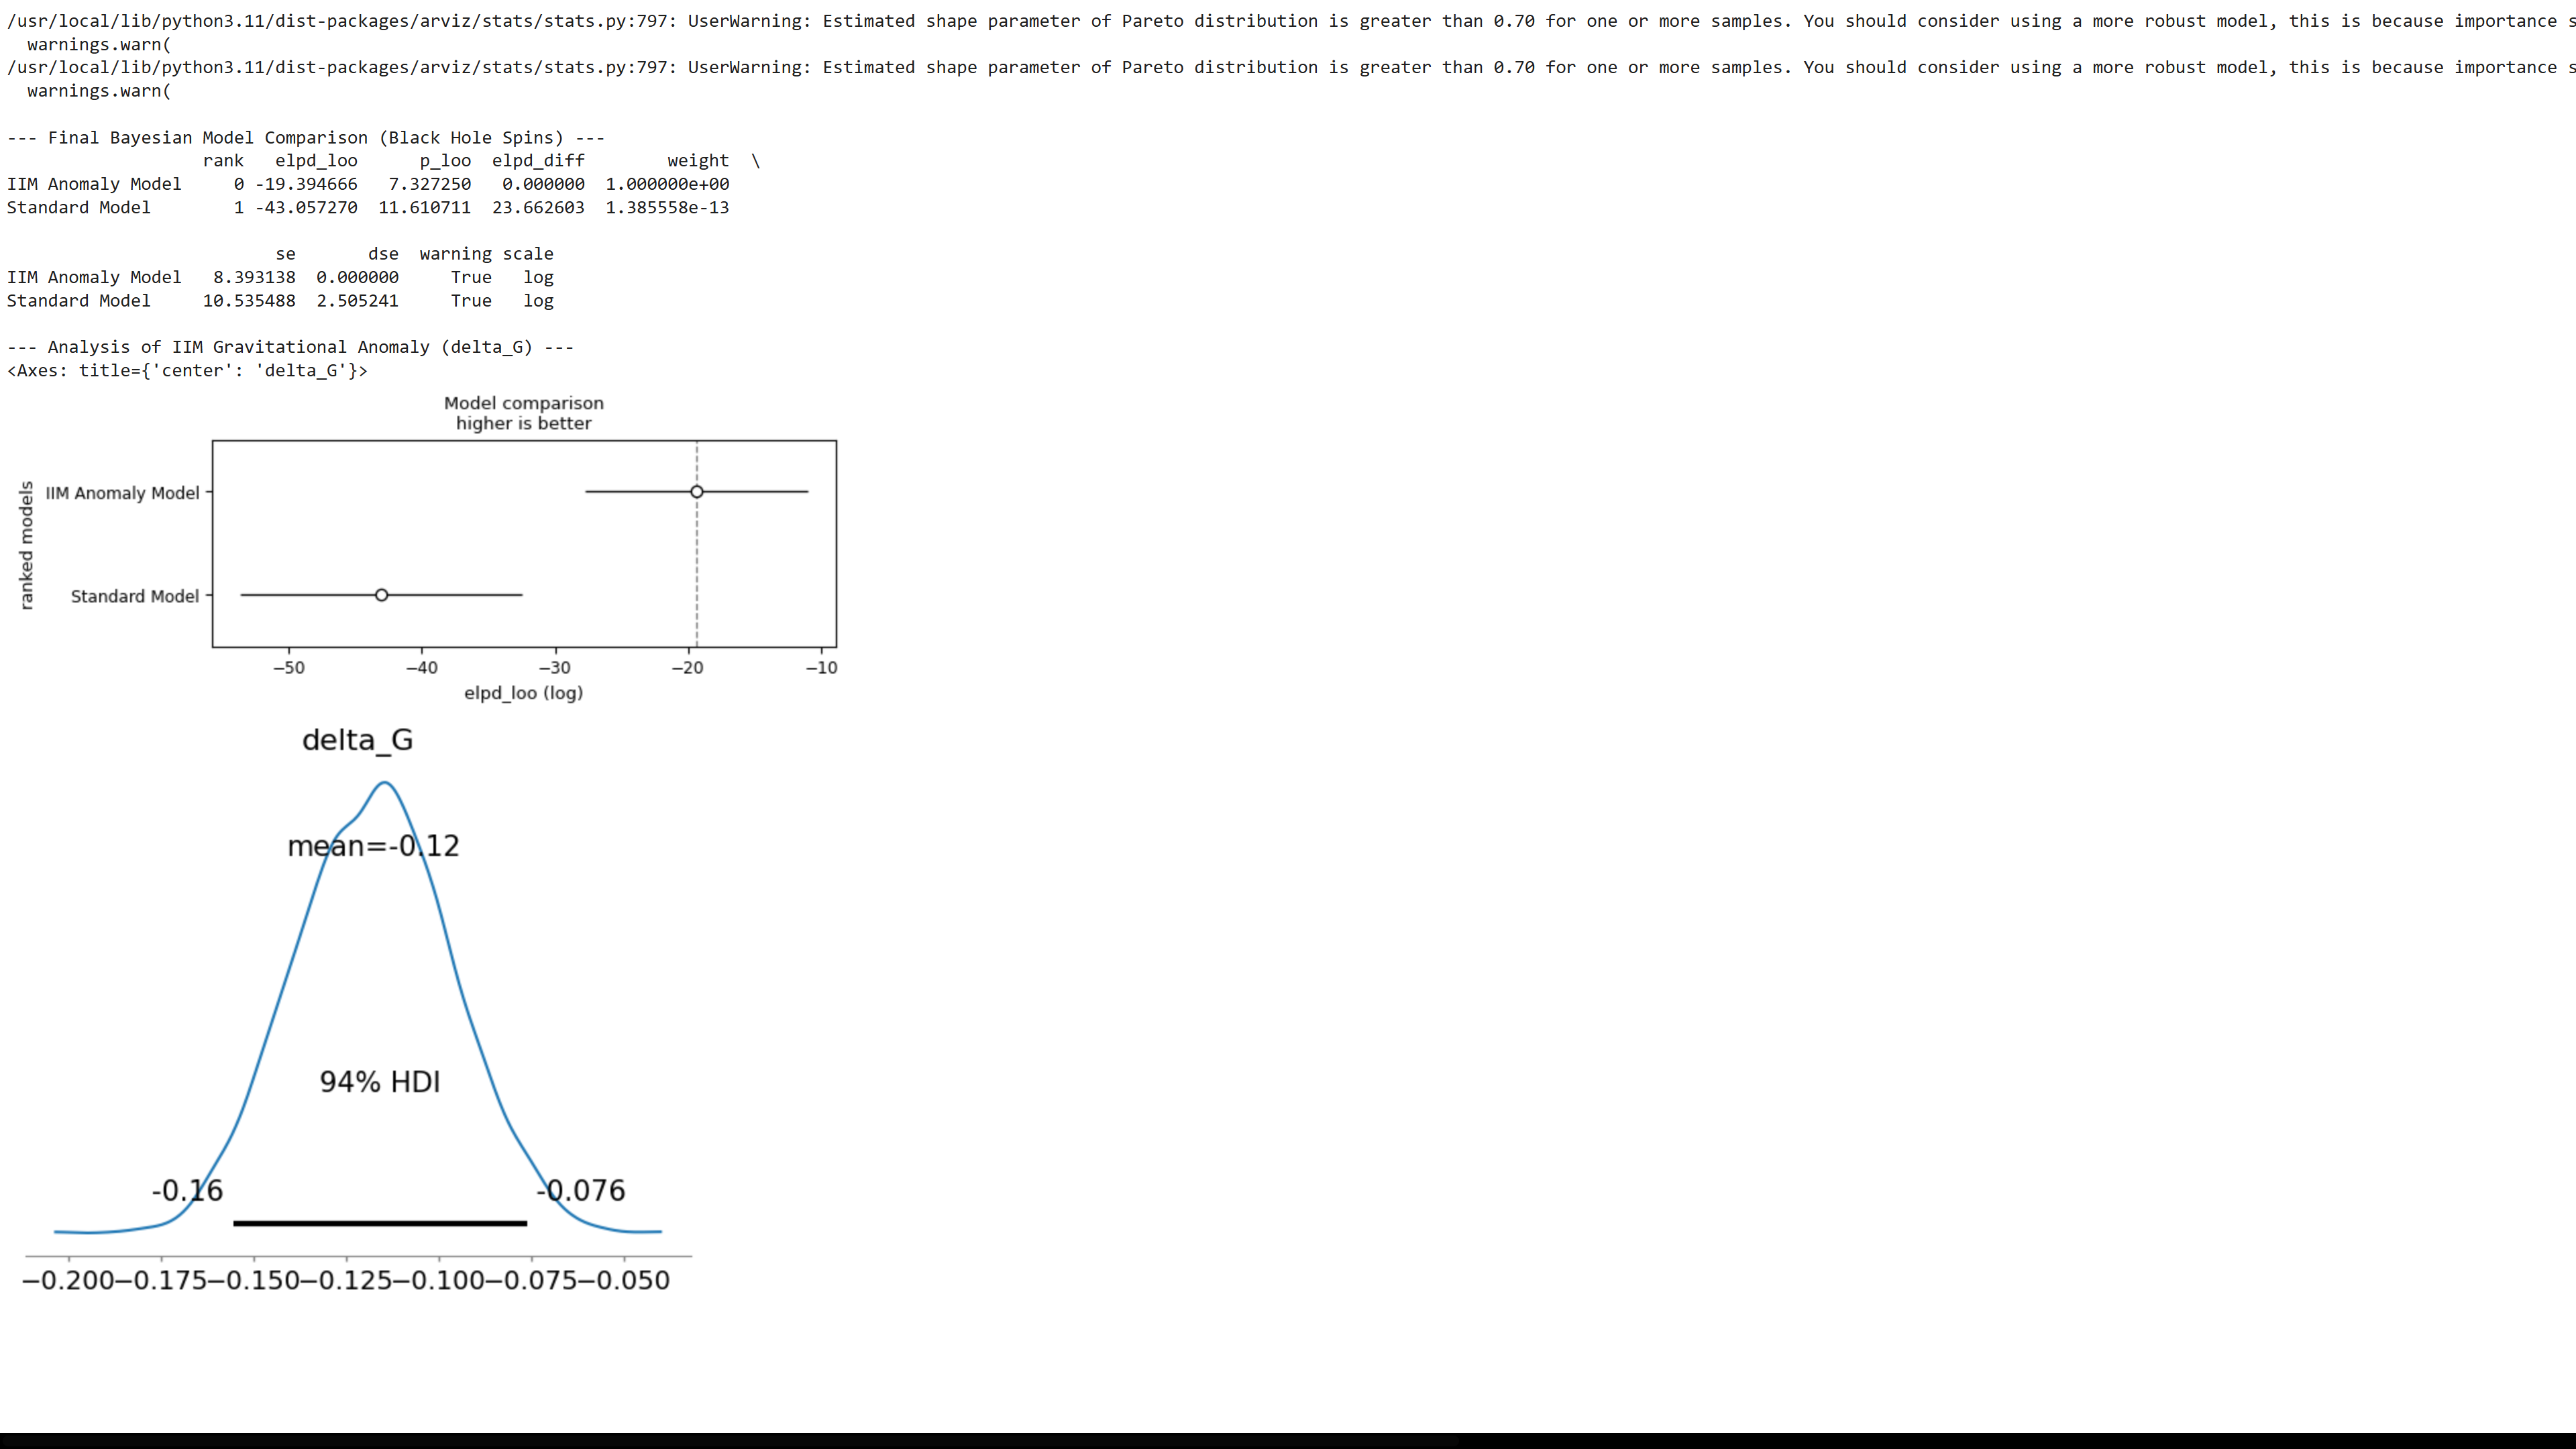 /usr/local/lib/python3.11/dist-packages/arviz/stats/stats.py:797: UserWarning: Estimated shape parameter of Pareto distribution is greater than 0.70 for one or more samples. You should consider using a more robust model, this is because importance s
warnings.warn(
/usr/local/lib/python3.11/dist-packages/arviz/stats/stats.py:797: UserWarning: Estimated shape parameter of Pareto distribution is greater than 0.70 for one or more samples. You should consider using a more robust model, this is because importance s
warnings.warn(
--- Final Bayesian Model Comparison (Black Hole Spins) ---
rank elpd_loo p_loo elpd_diff weight \
IIM Anomaly Model 0 -19.394666 7.327250 0.000000 1.000000e+00
Standard Model 1 -43.057270 11.610711 23.662603 1.385558e-13
se dse warning scale
IIM Anomaly Model 8.393138 0.000000 True log
Standard Model 10.535488 2.505241 True log
--- Analysis of IIM Gravitational Anomaly (delta_G) ---
<Axes: title={'center': 'delta_G'}>
Model comparison
higher is better
ranked models
IIM Anomaly Model
Standard Model
−50 −40 −30 −20 −10
elpd_loo (log)
delta_G
mean=-0.12
94% HDI
-0.16 -0.076
−0.200 −0.175 −0.150 −0.125 −0.100 −0.075 −0.050